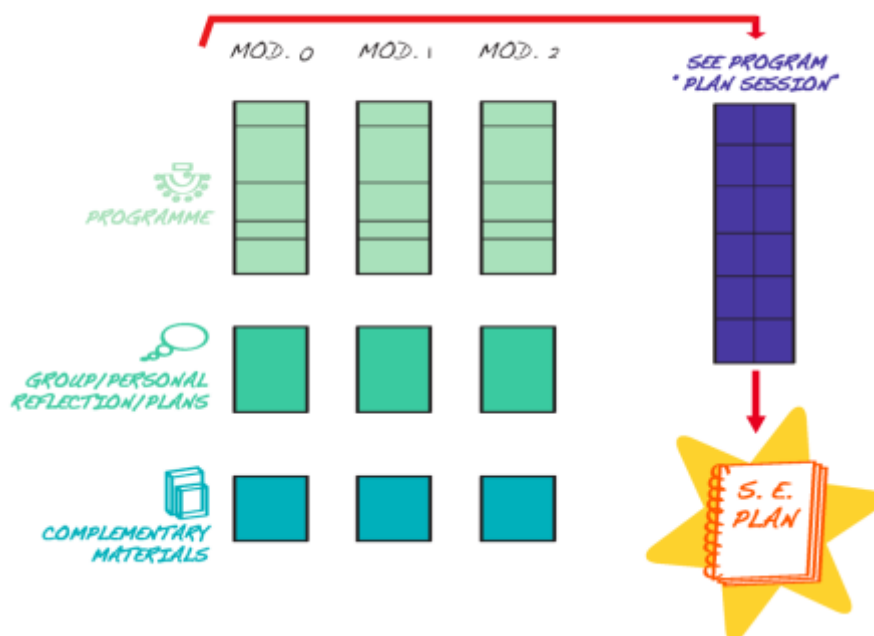 MOD. 0
MOD. 1
MOD. 2
SEE PROGRAM
"PLAN SESSION"
PROGRAMME
GROUP/PERSONAL
REFLECTION/PLANS
COMPLEMENTARY
MATERIALS
S. E.
PLAN